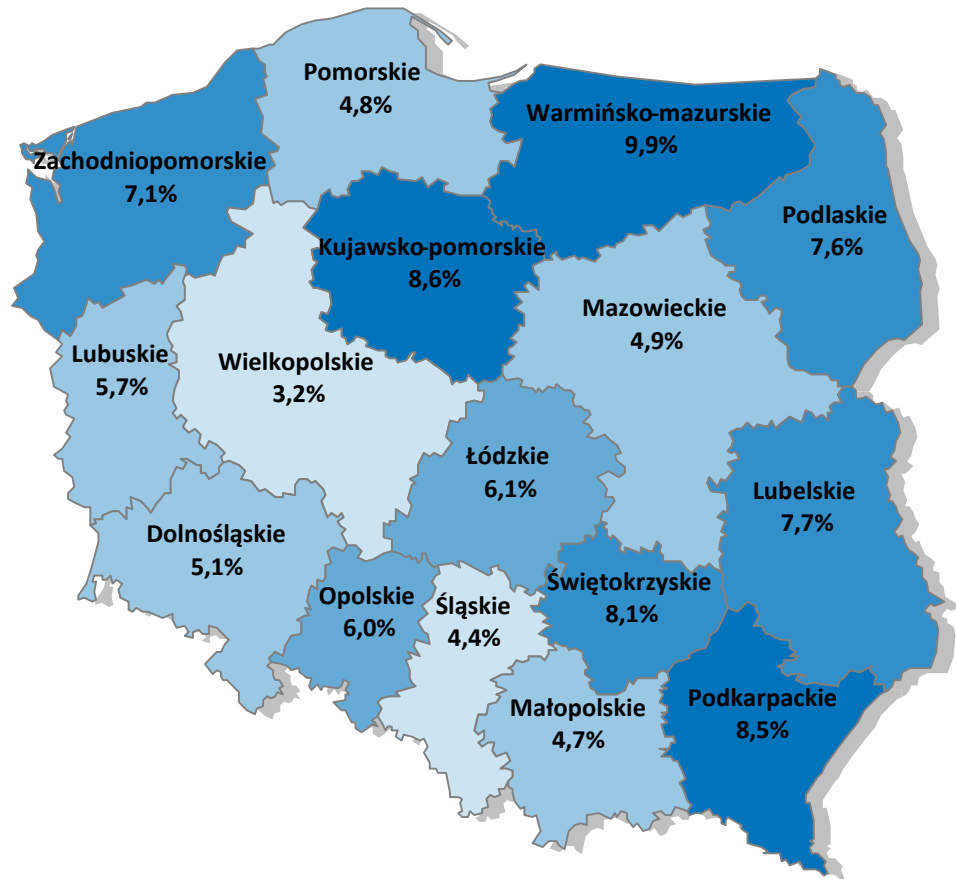 Pomorskie
4,8%
Warmińsko-mazurskie
9,9%
Zachodniopomorskie
7,1%
Podlaskie
7,6%
Kujawsko-pomorskie
8,6%
Mazowieckie
4,9%
Lubuskie
5,7%
Wielkopolskie
3,2%
Łódzkie
6,1%
Lubelskie
7,7%
Dolnośląskie
5,1%
Opolskie
6,0%
Śląskie
4,4%
Świętokrzyskie
8,1%
Małopolskie
4,7%
Podkarpackie
8,5%